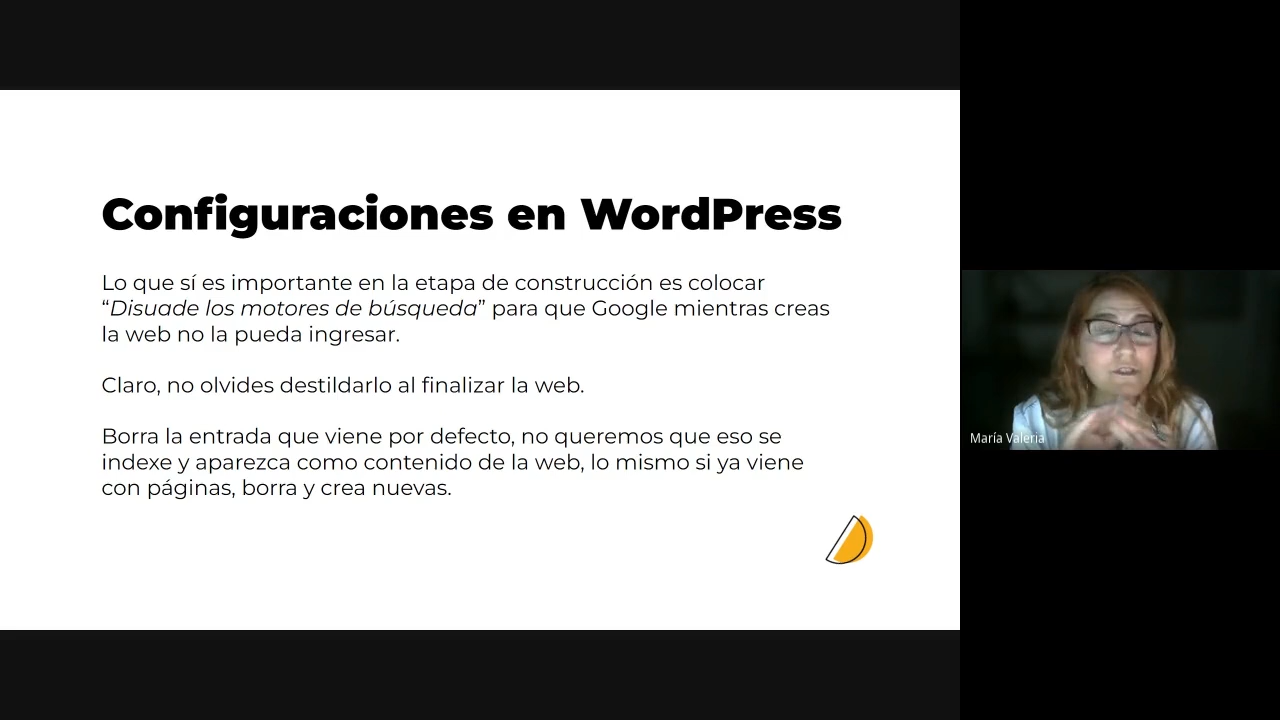 Configuraciones en WordPress
Lo que sí es importante en la etapa de construcción es colocar
“Disuade los motores de búsqueda” para que Google mientras creas
la web no la pueda ingresar.
Claro, no olvides destildarlo al finalizar la web.
Borra la entrada que viene por defecto, no queremos que eso se
indexe y aparezca como contenido de la web, lo mismo si ya viene
con páginas, borra y crea nuevas.
María Valeria